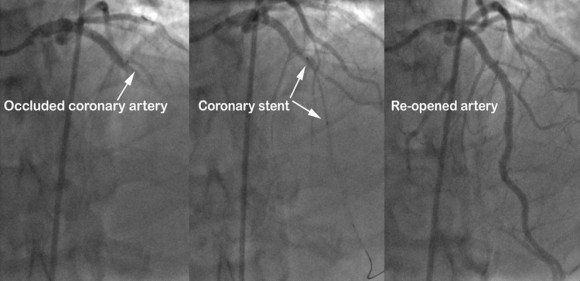 Occluded coronary artery
Coronary stent
Re-opened artery